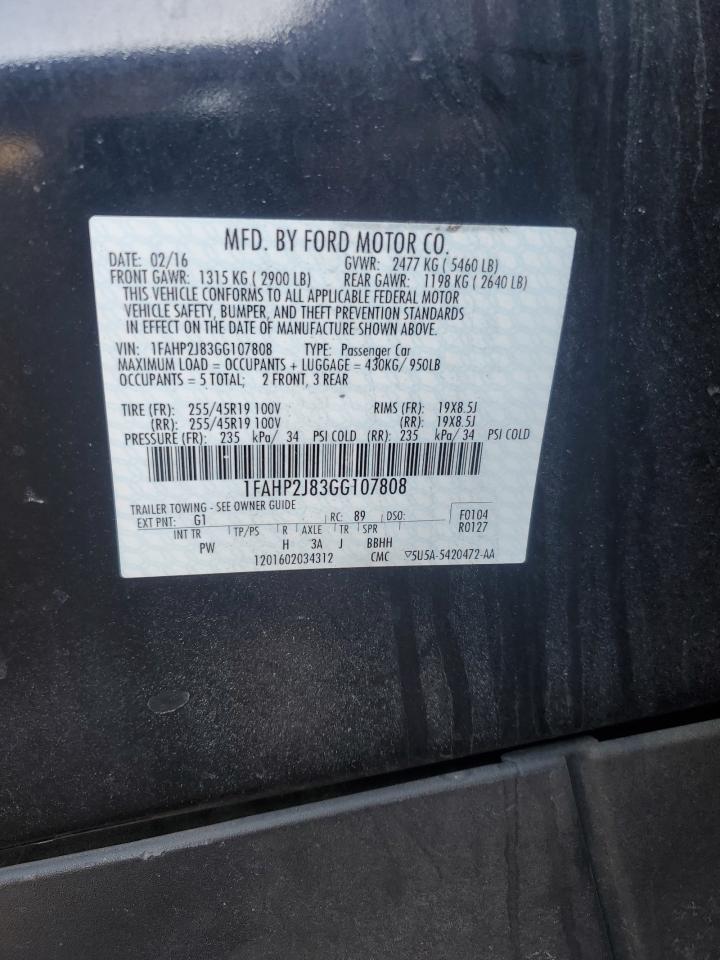 MFD. BY FORD MOTOR CO.
DATE: 02/16 GVWR: 2477 KG ( 5460 LB)
FRONT GAWR: 1315 KG ( 2900 LB) REAR GAWR: 1198 KG ( 2640 LB)
THIS VEHICLE CONFORMS TO ALL APPLICABLE FEDERAL MOTOR
VEHICLE SAFETY, BUMPER, AND THEFT PREVENTION STANDARDS
IN EFFECT ON THE DATE OF MANUFACTURE SHOWN ABOVE.
VIN: 1FAHP2J83GG107808 TYPE: Passenger Car
MAXIMUM LOAD = OCCUPANTS + LUGGAGE = 430KG/ 950LB
OCCUPANTS = 5 TOTAL; 2 FRONT, 3 REAR
TIRE (FR): 255/45R19 100V RIMS (FR): 19X8.5J
(RR): 255/45R19 100V (RR): 19X8.5J
PRESSURE (FR): 235 kPa/ 34 PSI COLD (RR): 235 kPa/ 34 PSI COLD
1FAHP2J83GG107808
TRAILER TOWING - SEE OWNER GUIDE
EXT PNT: G1 RC: 89 DSO: F0104
R0127
INT TR TP/PS R AXLE TR SPR
PW H 3A J BBHH
1201602034312 CMC ▽5U5A-5420472-AA